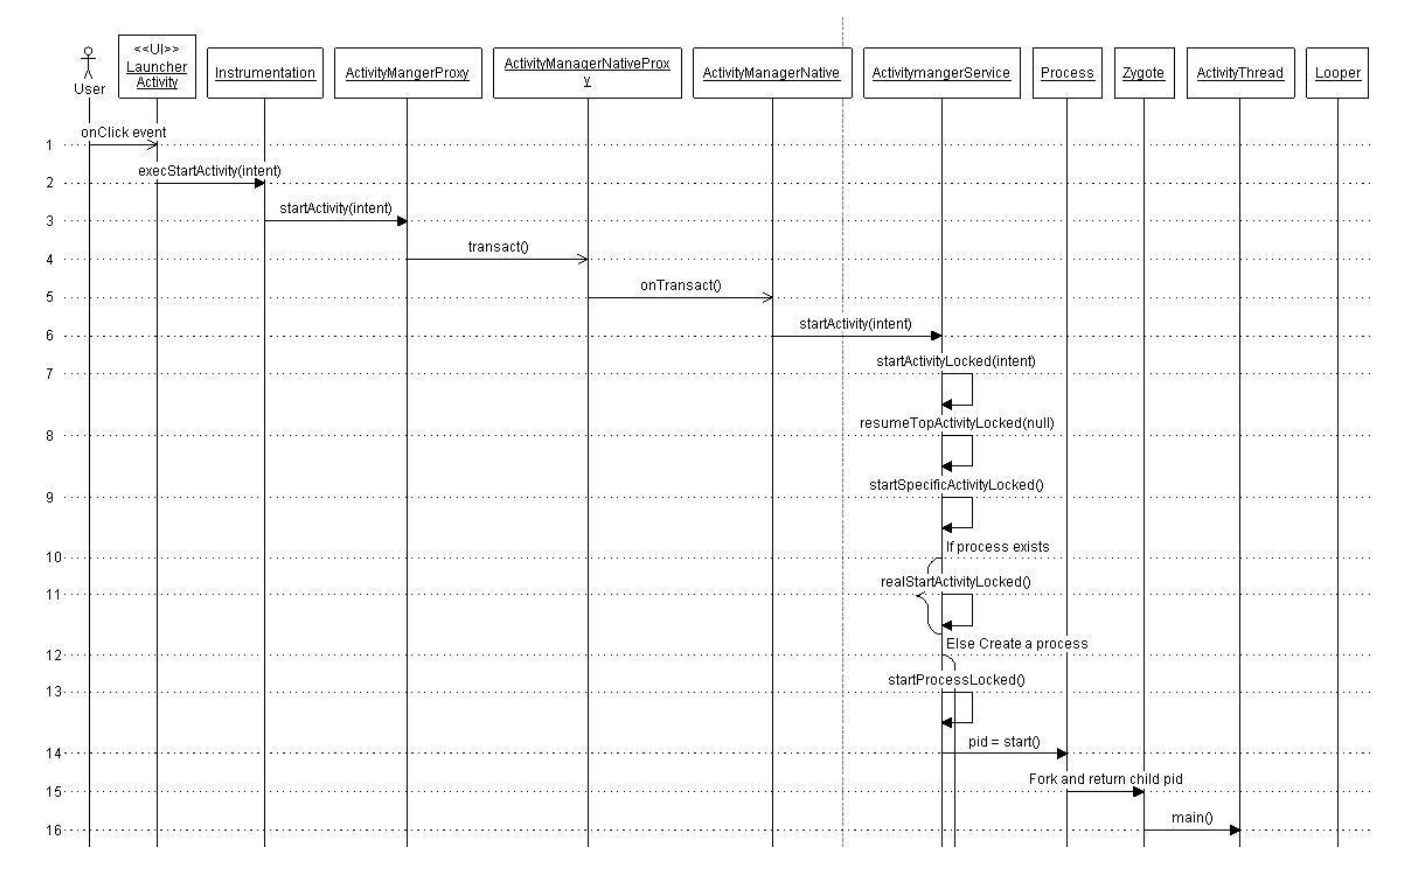 <<UI>>
Launcher
Activity
User
Instrumentation
ActivityMangerProxy
ActivityManagerNativeProx
y
ActivityManagerNative
ActivitymangerService
Process
Zygote
ActivityThread
Looper
onClick event
1
execStartActivity(intent)
2
startActivity(intent)
3
transact()
4
onTransact()
5
startActivity(intent)
6
startActivityLocked(intent)
7
resumeTopActivityLocked(null)
8
startSpecificActivityLocked()
9
If process exists
10
realStartActivityLocked()
11
Else Create a process
12
startProcessLocked()
13
pid = start()
14
Fork and return child pid
15
main()
16